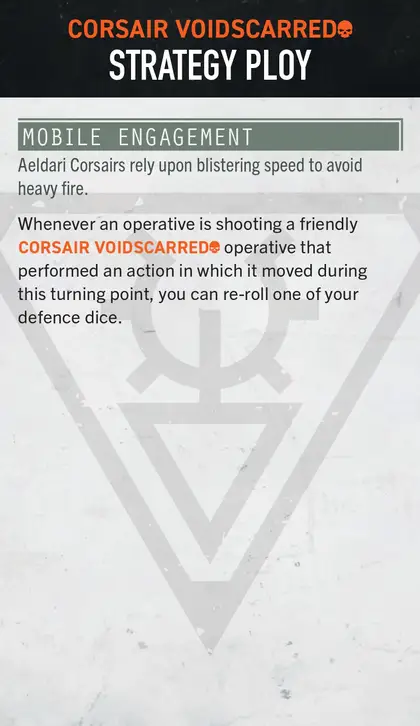 CORSAIR VOIDSCARRED
STRATEGY PLOY
MOBILE ENGAGEMENT
Aeldari Corsairs rely upon blistering speed to avoid
heavy fire.
Whenever an operative is shooting a friendly
CORSAIR VOIDSCARRED operative that
performed an action in which it moved during
this turning point, you can re-roll one of your
defence dice.